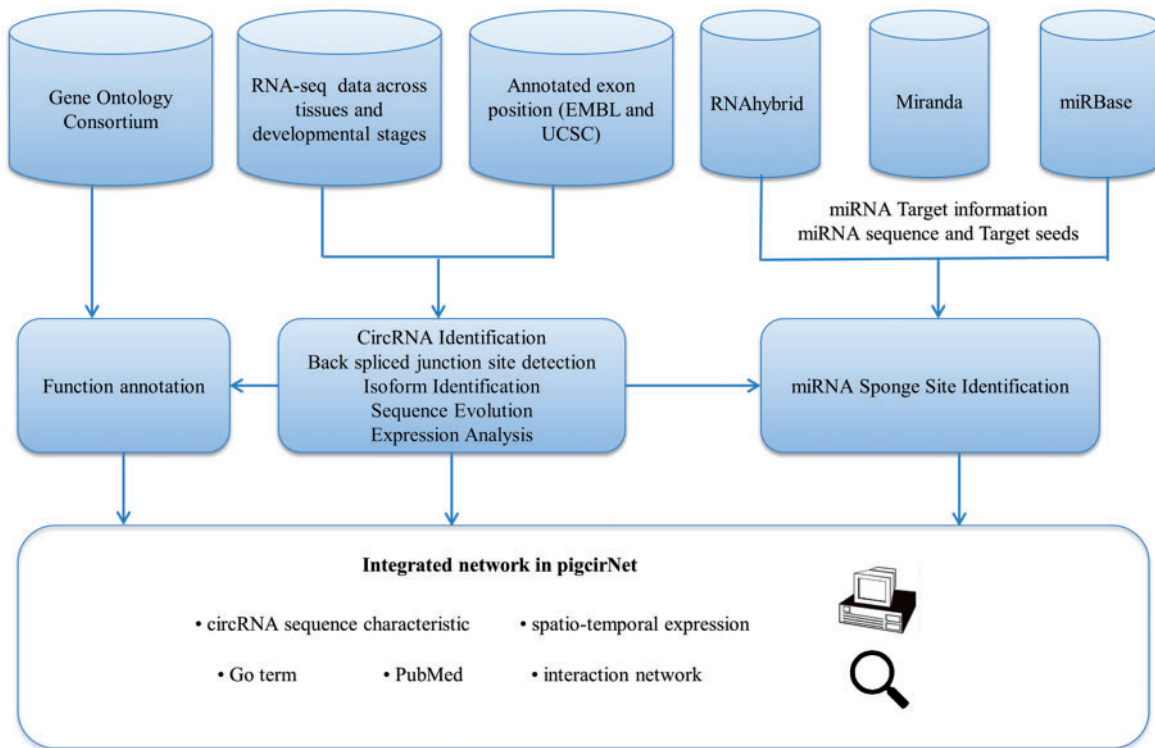 Gene Ontology
Consortium
RNA-seq data across
tissues and
developmental stages
Annotated exon
position (EMBL and
UCSC)
RNAhybrid
Miranda
miRBase
miRNA Target information
miRNA sequence and Target seeds
Function annotation
CircRNA Identification
Back spliced junction site detection
Isoform Identification
Sequence Evolution
Expression Analysis
miRNA Sponge Site Identification
Integrated network in pigcirNet
• circRNA sequence characteristic
• spatio-temporal expression
• Go term
• PubMed
• interaction network